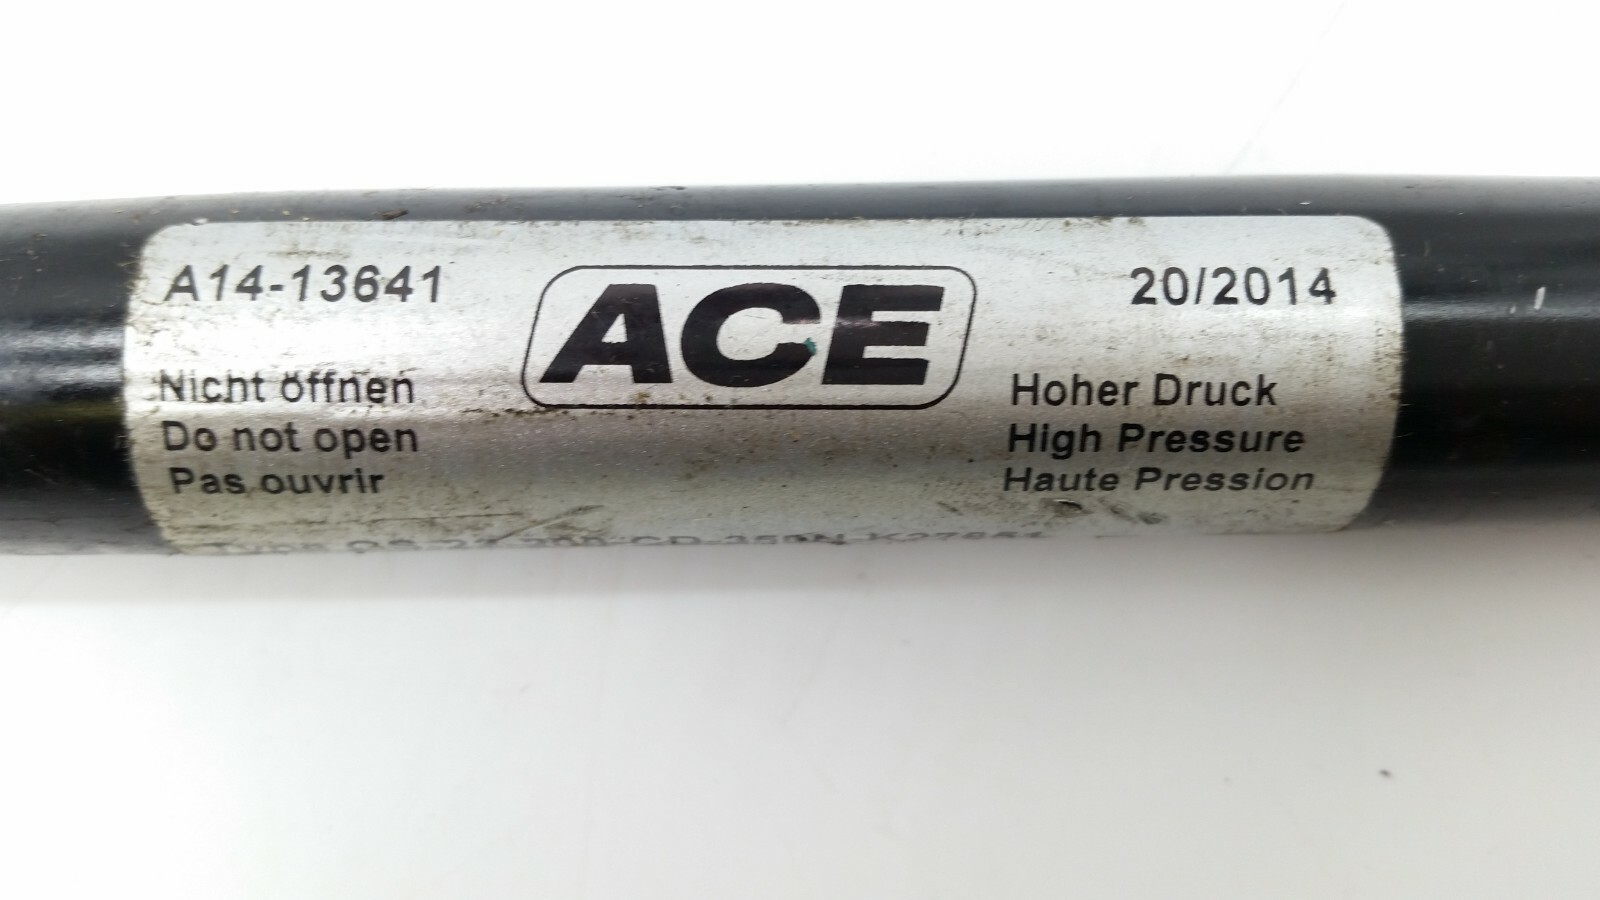 A14-13641
ACE
20/2014
Nicht öffnen
Do not open
Pas ouvrir
Hoher Druck
High Pressure
Haute Pression